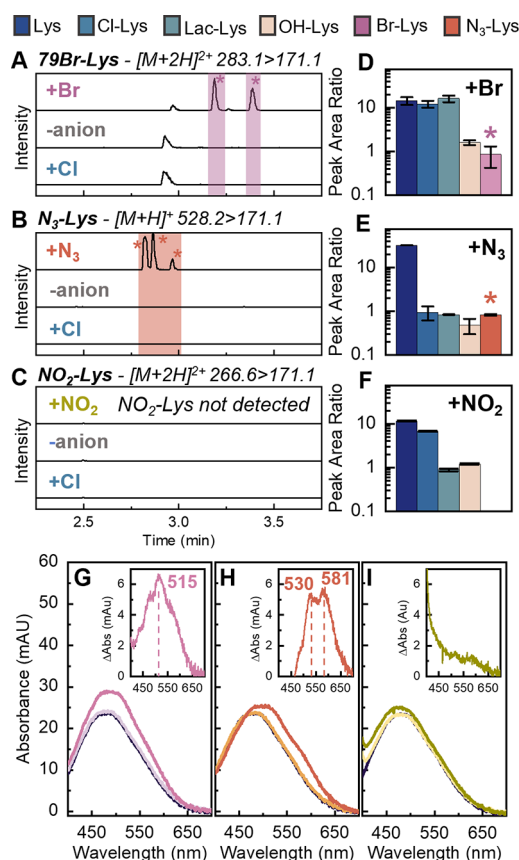 Lys Cl-Lys Lac-Lys OH-Lys Br-Lys N₃-Lys
A 79Br-Lys - [M+2H]²⁺ 283.1>171.1
+Br
-anion
+Cl
Intensity
D
+Br
*
Peak Area Ratio
10
1
0.1
B N₃-Lys - [M+H]⁺ 528.2>171.1
+N₃
-anion
+Cl
Intensity
E
+N₃
*
Peak Area Ratio
10
1
0.1
C NO₂-Lys - [M+2H]²⁺ 266.6>171.1
+NO₂ NO₂-Lys not detected
-anion
+Cl
Intensity
2.5 3.0 3.5
Time (min)
F
+NO₂
Peak Area Ratio
10
1
0.1
Absorbance (mAU)
60
50
40
30
20
10
0
G
515
ΔAbs (mAu)
6
4
2
0
450 550 650
450 550 650
Wavelength (nm)
H
530 581
ΔAbs (mAu)
6
4
2
0
450 550 650
450 550 650
Wavelength (nm)
I
ΔAbs (Au)
6
4
2
0
450 550 650
450 550 650
Wavelength (nm)